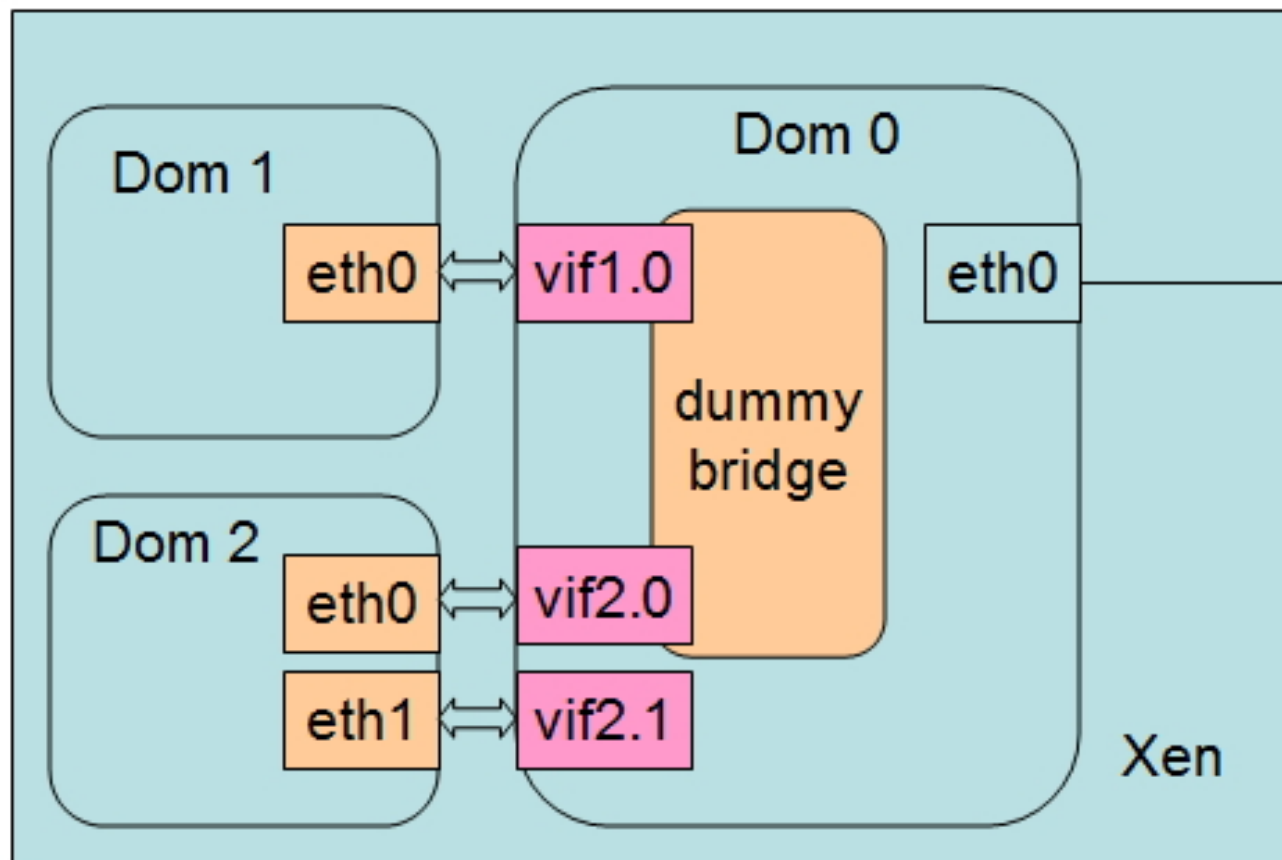 Dom 0
Dom 1
eth0
vif1.0
eth0
dummy
bridge
Dom 2
eth0
vif2.0
eth1
vif2.1
Xen